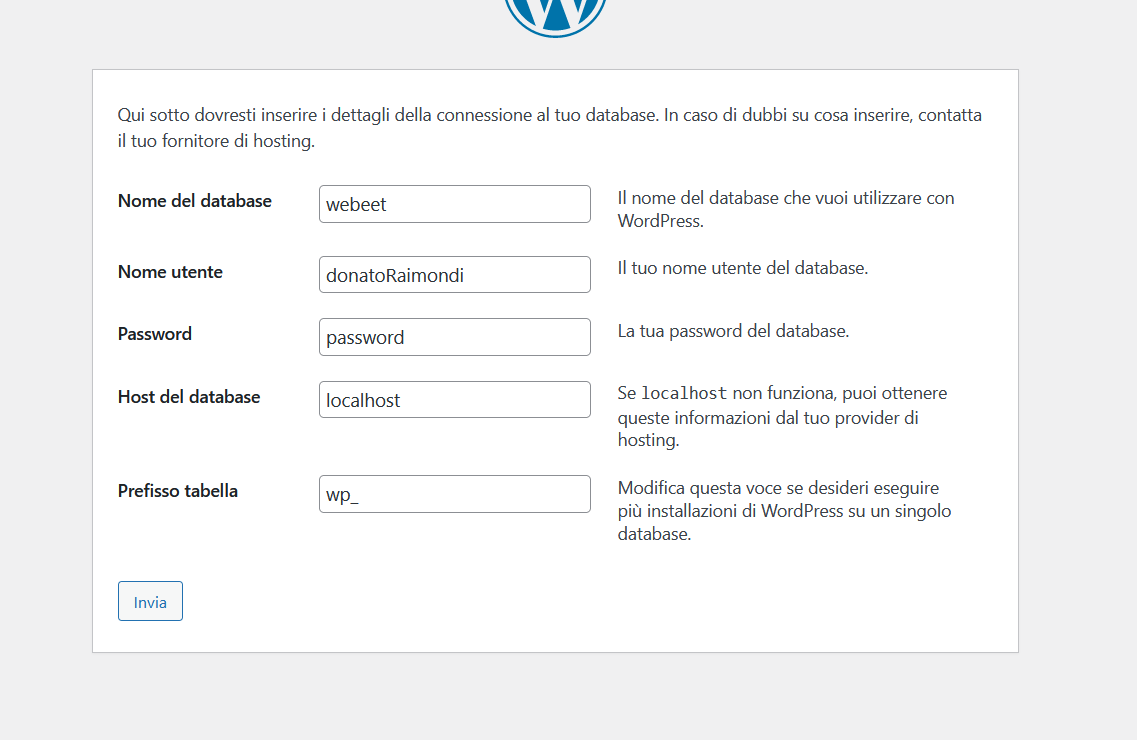 Qui sotto dovresti inserire i dettagli della connessione al tuo database. In caso di dubbi su cosa inserire, contatta
il tuo fornitore di hosting.
Nome del database
webeet
Il nome del database che vuoi utilizzare con
WordPress.
Nome utente
donatoRaimondi
Il tuo nome utente del database.
Password
password
La tua password del database.
Host del database
localhost
Se localhost non funziona, puoi ottenere
queste informazioni dal tuo provider di
hosting.
Prefisso tabella
wp_
Modifica questa voce se desideri eseguire
più installazioni di WordPress su un singolo
database.
Invia